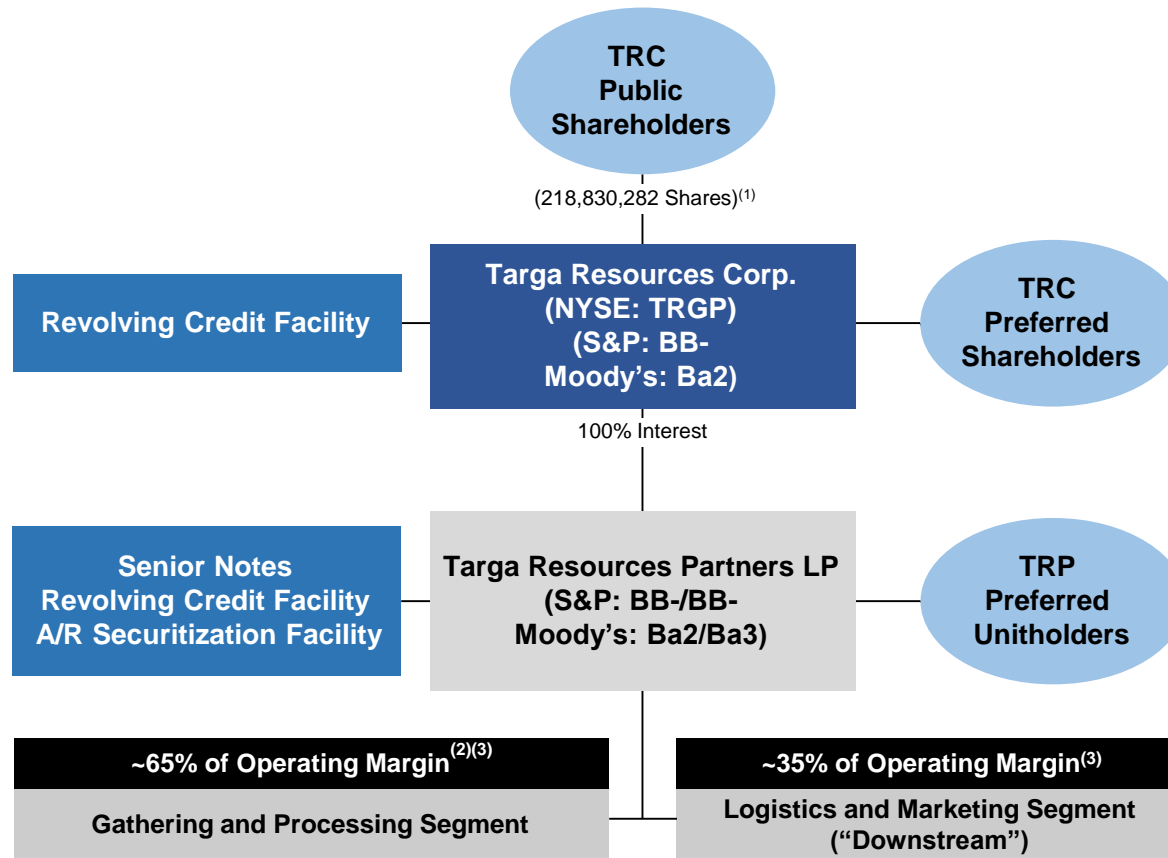 TRC
Public
Shareholders
(218,830,282 Shares)(1)
Revolving Credit Facility
Targa Resources Corp.
(NYSE: TRGP)
(S&P: BB-
Moody’s: Ba2)
TRC
Preferred
Shareholders
100% Interest
Senior Notes
Revolving Credit Facility
A/R Securitization Facility
Targa Resources Partners LP
(S&P: BB-/BB-
Moody’s: Ba2/Ba3)
TRP
Preferred
Unitholders
~65% of Operating Margin(2)(3)
Gathering and Processing Segment
~35% of Operating Margin(3)
Logistics and Marketing Segment
(“Downstream”)